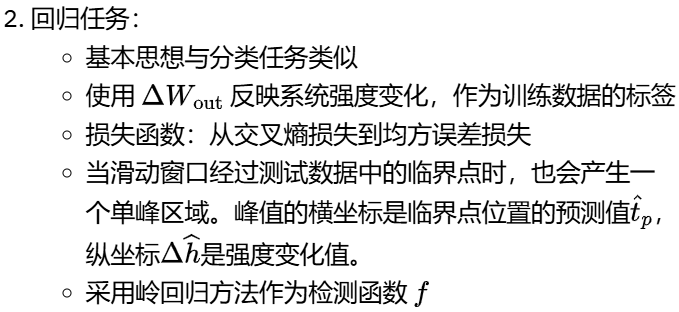 2. 回归任务：
◦ 基本思想与分类任务类似
◦ 使用 $\Delta W_{\text{out}}$ 反映系统强度变化，作为训练数据的标签
◦ 损失函数：从交叉熵损失到均方误差损失
◦ 当滑动窗口经过测试数据中的临界点时，也会产生一
个单峰区域。峰值的横坐标是临界点位置的预测值$\hat{t}_p$，
纵坐标$\Delta\widehat{h}$是强度变化值。
◦ 采用岭回归方法作为检测函数 $f$